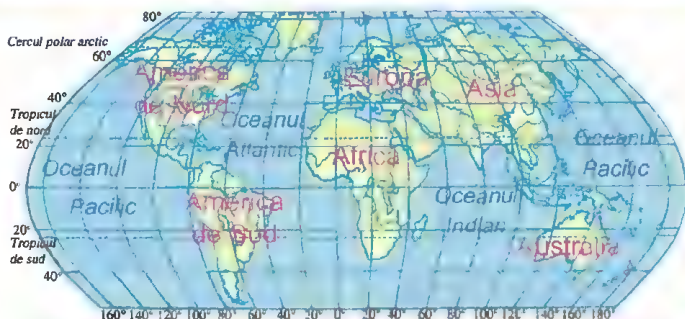 80°
Cercul polar arctic
60°
America
de Nord
Europa
Asia
40°
Tropicul
de nord
20°
Oceanul
Atlantic
Africa
Oceanul
Pacific
Oceanul
Pacific
0°
America
de Sud
Oceanul
Indian
20°
Tropicul
de sud
Australia
40°
160° 140° 120° 100° 80° 60° 40° 20° 0° 20° 40° 60° 80° 100° 120° 140° 160° 180°